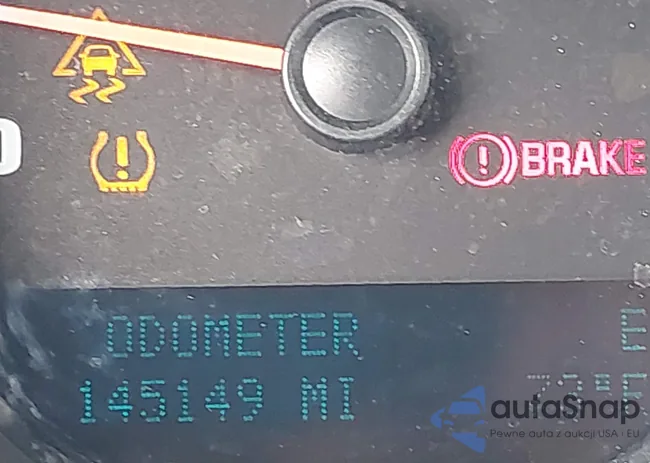 BRAKE
ODOMETER E
145149 MI
autaSnap
Pewne auta z aukcji USA i EU